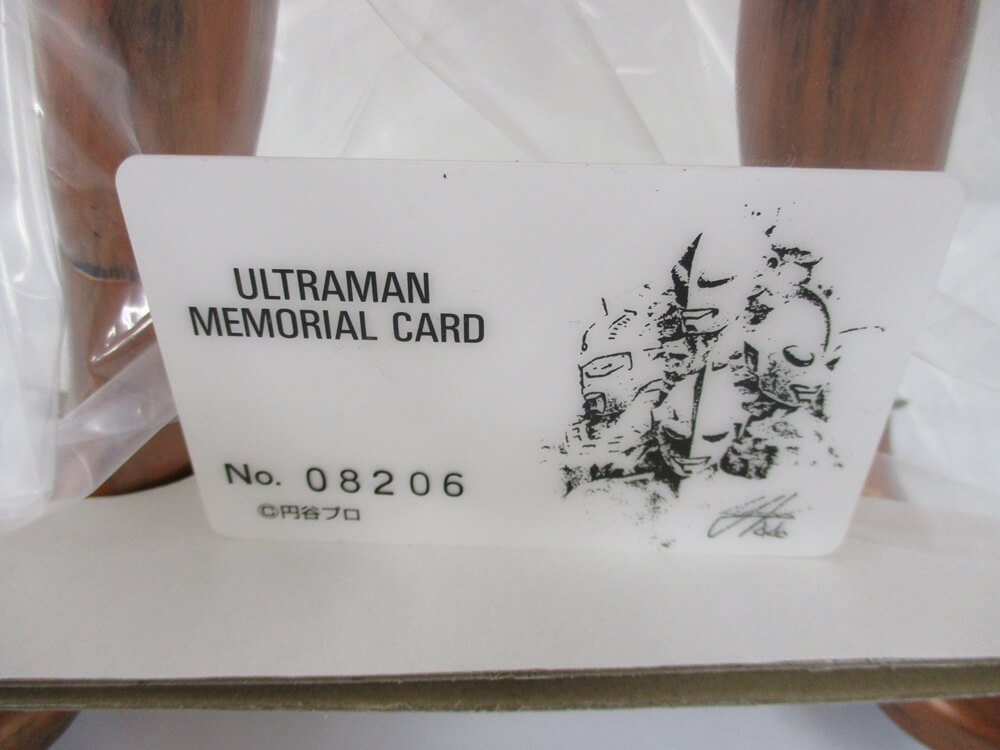 ULTRAMAN
MEMORIAL CARD
No. 08206
©円谷プロ